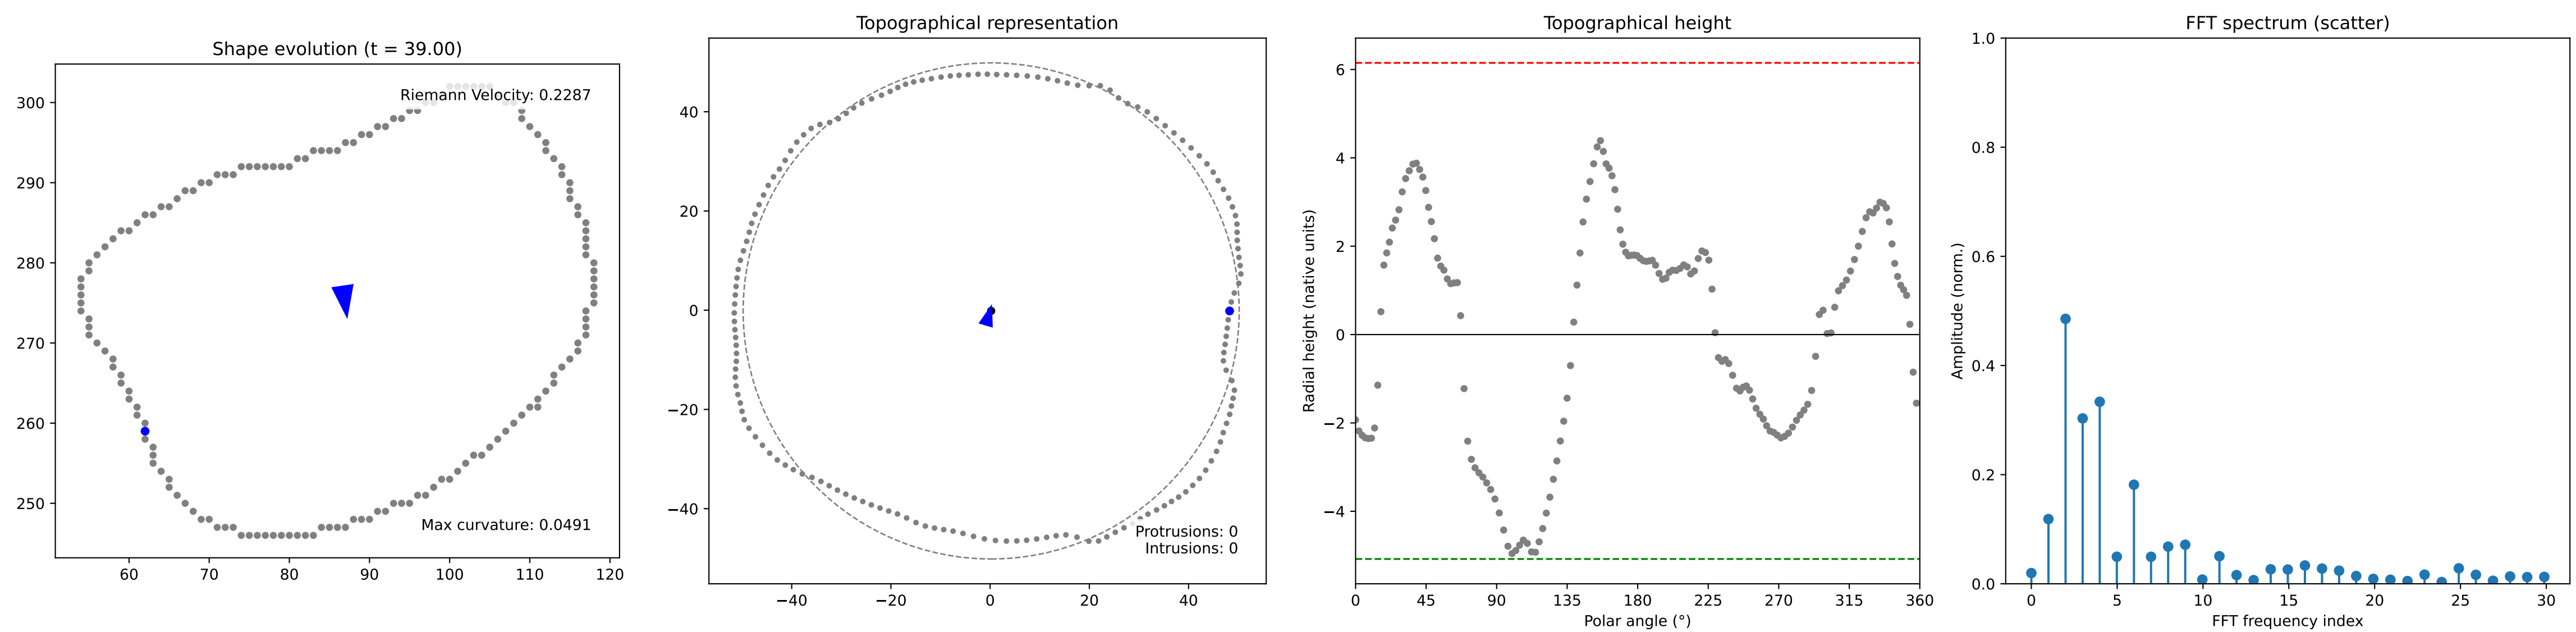 Shape evolution (t = 39.00)
Riemann Velocity: 0.2287
Max curvature: 0.0491
300
290
280
270
260
250
60 70 80 90 100 110 120
Topographical representation
40
20
0
−20
−40
Protrusions: 0
Intrusions: 0
−40 −20 0 20 40
Topographical height
Radial height (native units)
6
4
2
0
−2
−4
0 45 90 135 180 225 270 315 360
Polar angle (°)
FFT spectrum (scatter)
Amplitude (norm.)
1.0
0.8
0.6
0.4
0.2
0.0
0 5 10 15 20 25 30
FFT frequency index